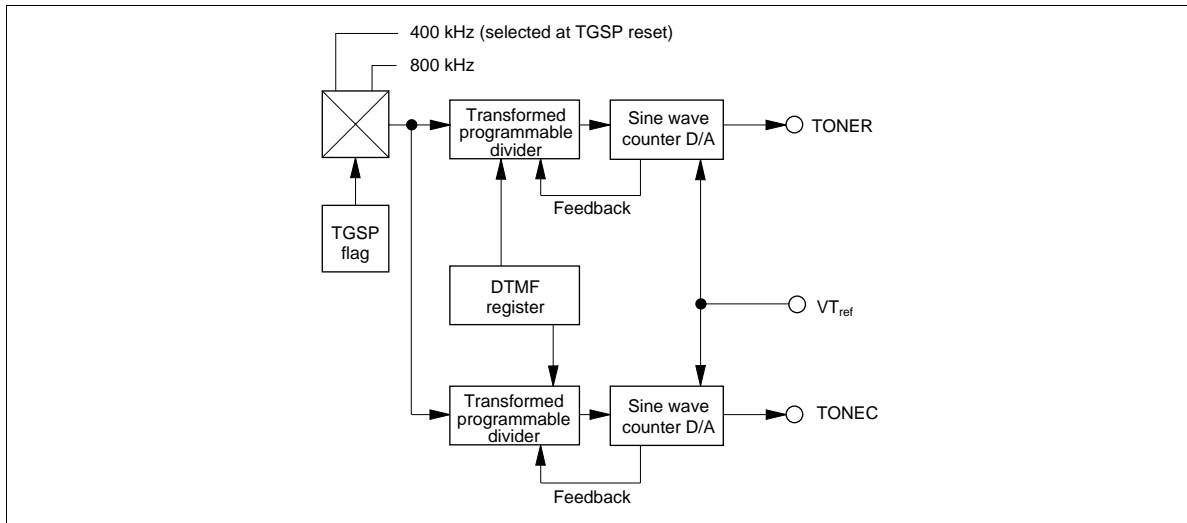 400 kHz (selected at TGSP reset)
800 kHz
Transformed
programmable
divider
Sine wave
counter D/A
TONER
Feedback
TGSP
flag
DTMF
register
VTref
Transformed
programmable
divider
Sine wave
counter D/A
TONEC
Feedback